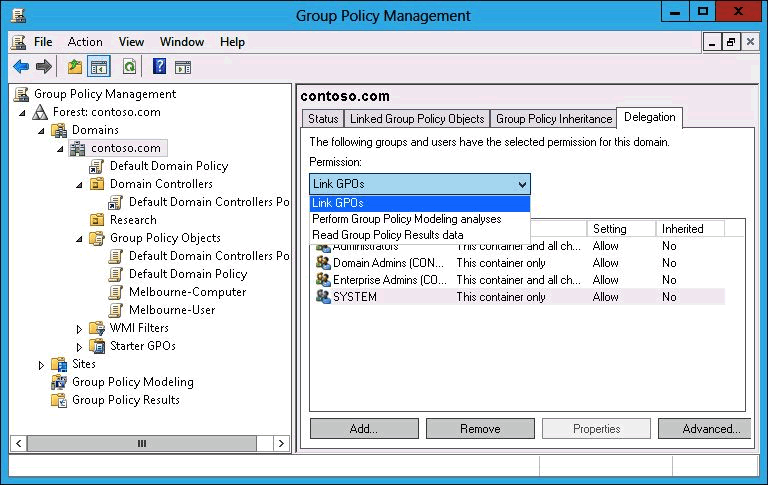 Group Policy Management
File Action View Window Help
Group Policy Management
Forest: contoso.com
Domains
contoso.com
Default Domain Policy
Domain Controllers
Default Domain Controllers Po
Research
Group Policy Objects
Default Domain Controllers Po
Default Domain Policy
Melbourne-Computer
Melbourne-User
WMI Filters
Starter GPOs
Sites
Group Policy Modeling
Group Policy Results
contoso.com
Status Linked Group Policy Objects Group Policy Inheritance Delegation
The following groups and users have the selected permission for this domain.
Permission:
Link GPOs
Link GPOs
Perform Group Policy Modeling analyses
Read Group Policy Results data
Setting Inherited
Administrators This container and all ch... Allow No
Domain Admins (CON... This container only Allow No
Enterprise Admins (CO... This container and all ch... Allow No
SYSTEM This container only Allow No
Add... Remove Properties Advanced...